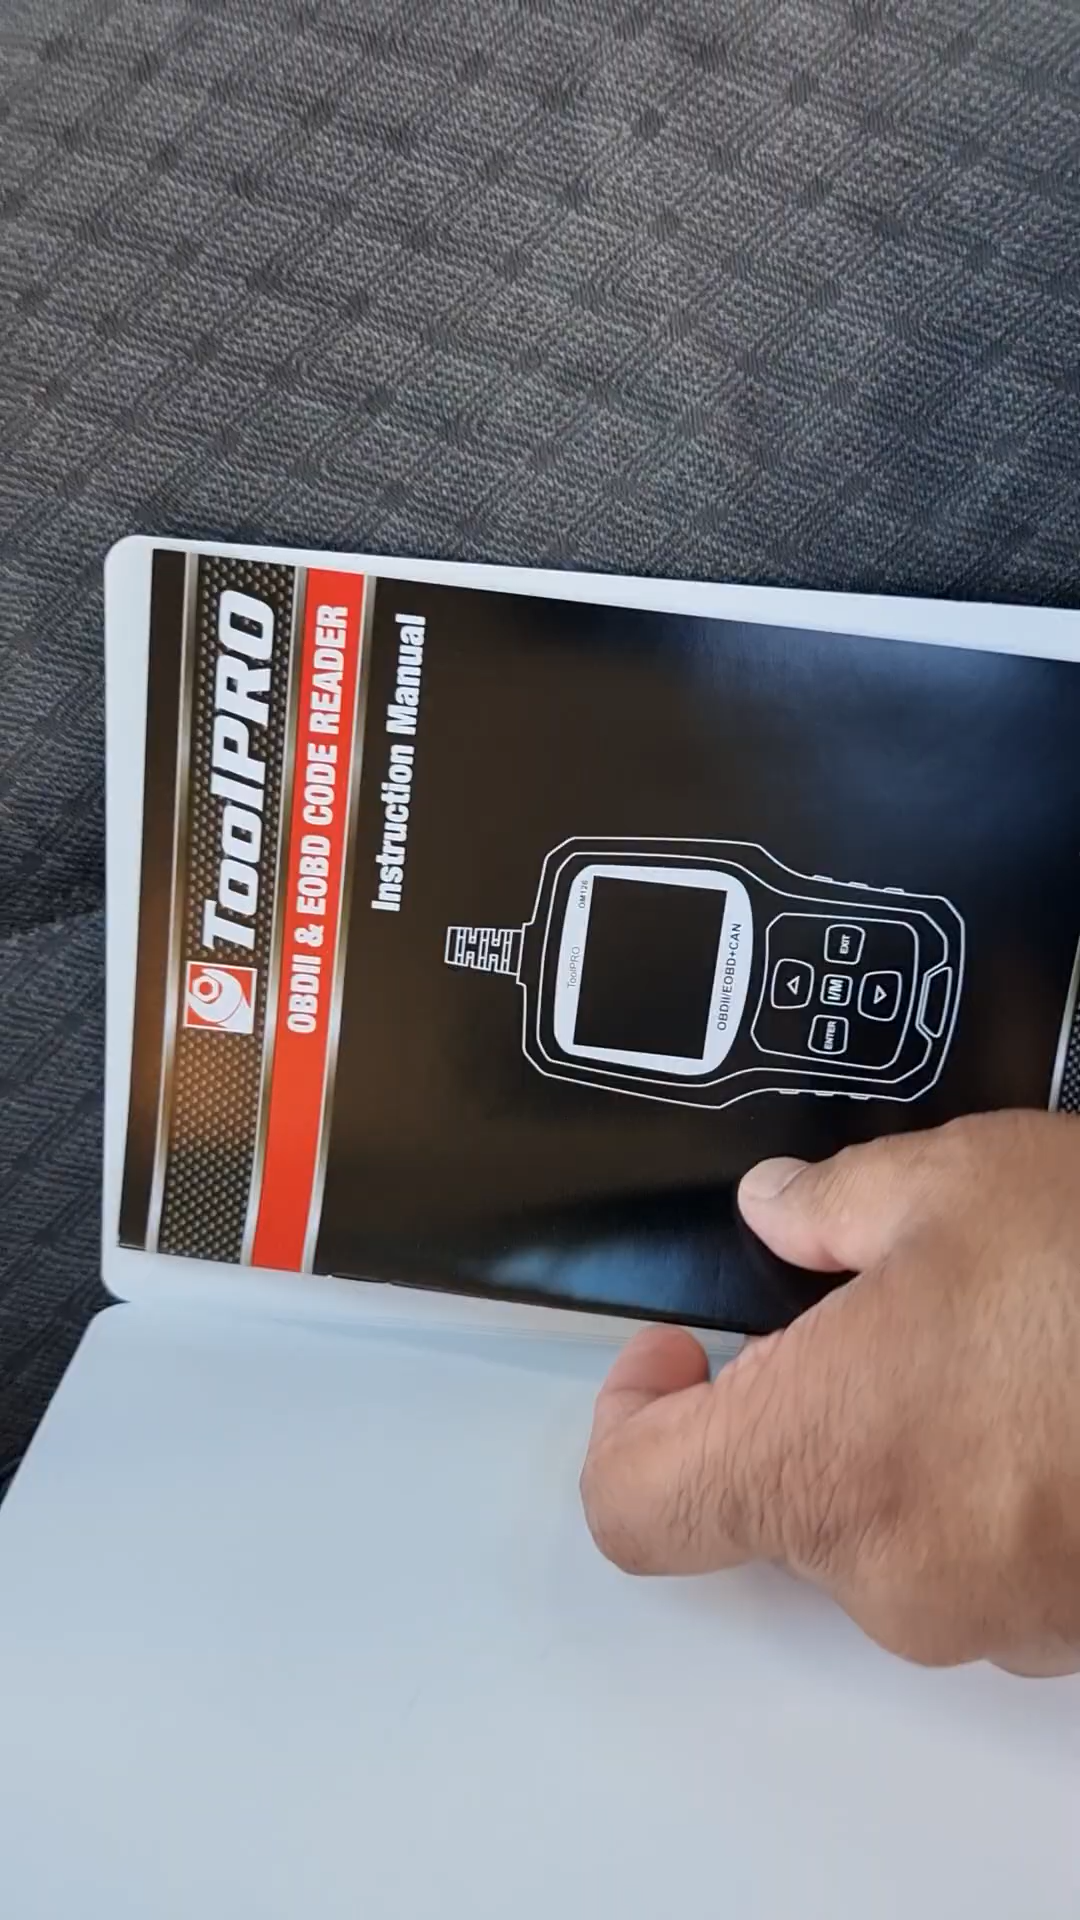 ToolPRO
OBDII & EOBD CODE READER
Instruction Manual
ToolPRO OM126
OBDII/EOBD+CAN
ENTER I/M EXIT